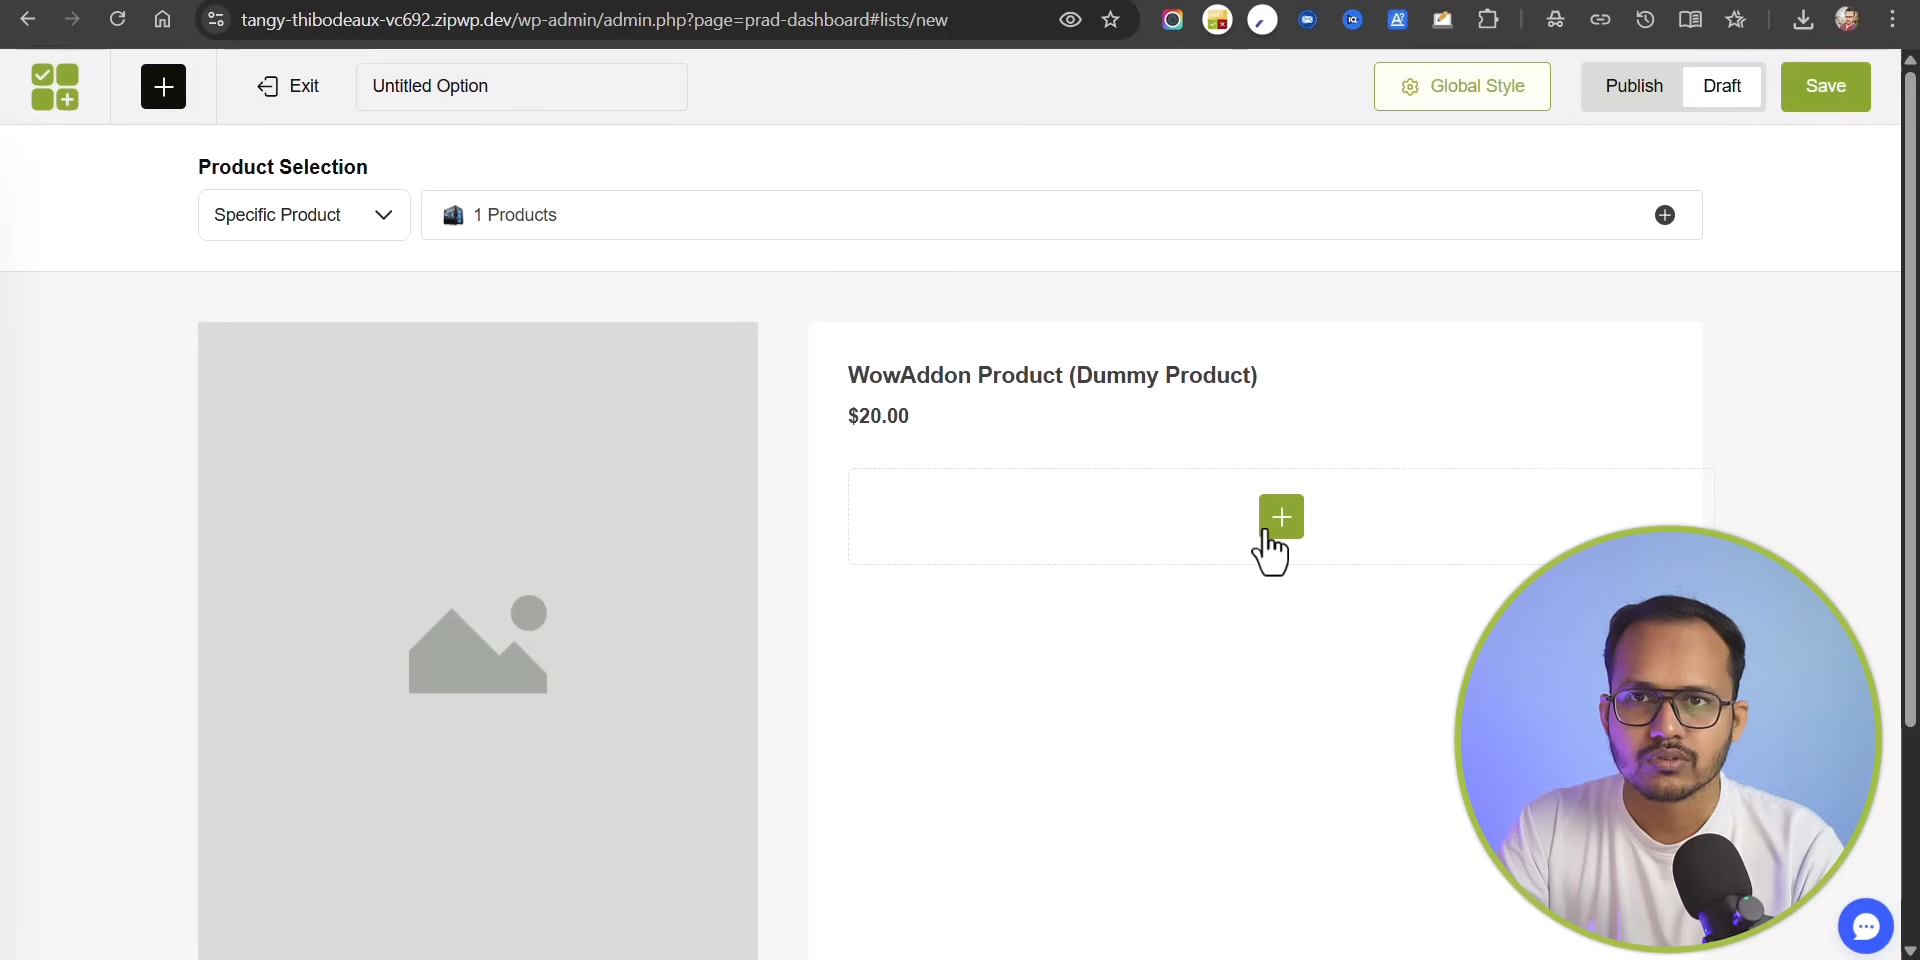 tangy-thibodeaux-vc692.zipwp.dev/wp-admin/admin.php?page=prad-dashboard#lists/new
Exit
Untitled Option
Global Style
Publish
Draft
Save
Product Selection
Specific Product
1 Products
WowAddon Product (Dummy Product)
$20.00